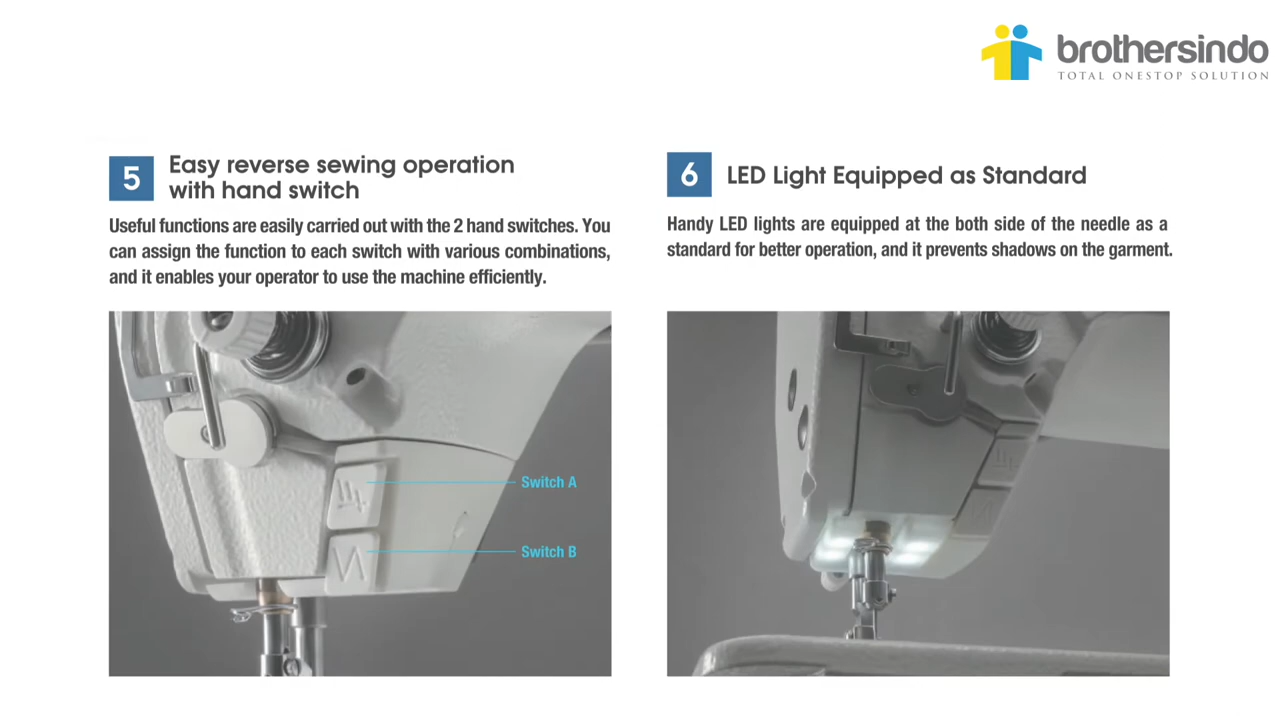 brothersindo
TOTAL ONESTOP SOLUTION
5
Easy reverse sewing operation
with hand switch
Useful functions are easily carried out with the 2 hand switches. You
can assign the function to each switch with various combinations,
and it enables your operator to use the machine efficiently.
Switch A
Switch B
6
LED Light Equipped as Standard
Handy LED lights are equipped at the both side of the needle as a
standard for better operation, and it prevents shadows on the garment.